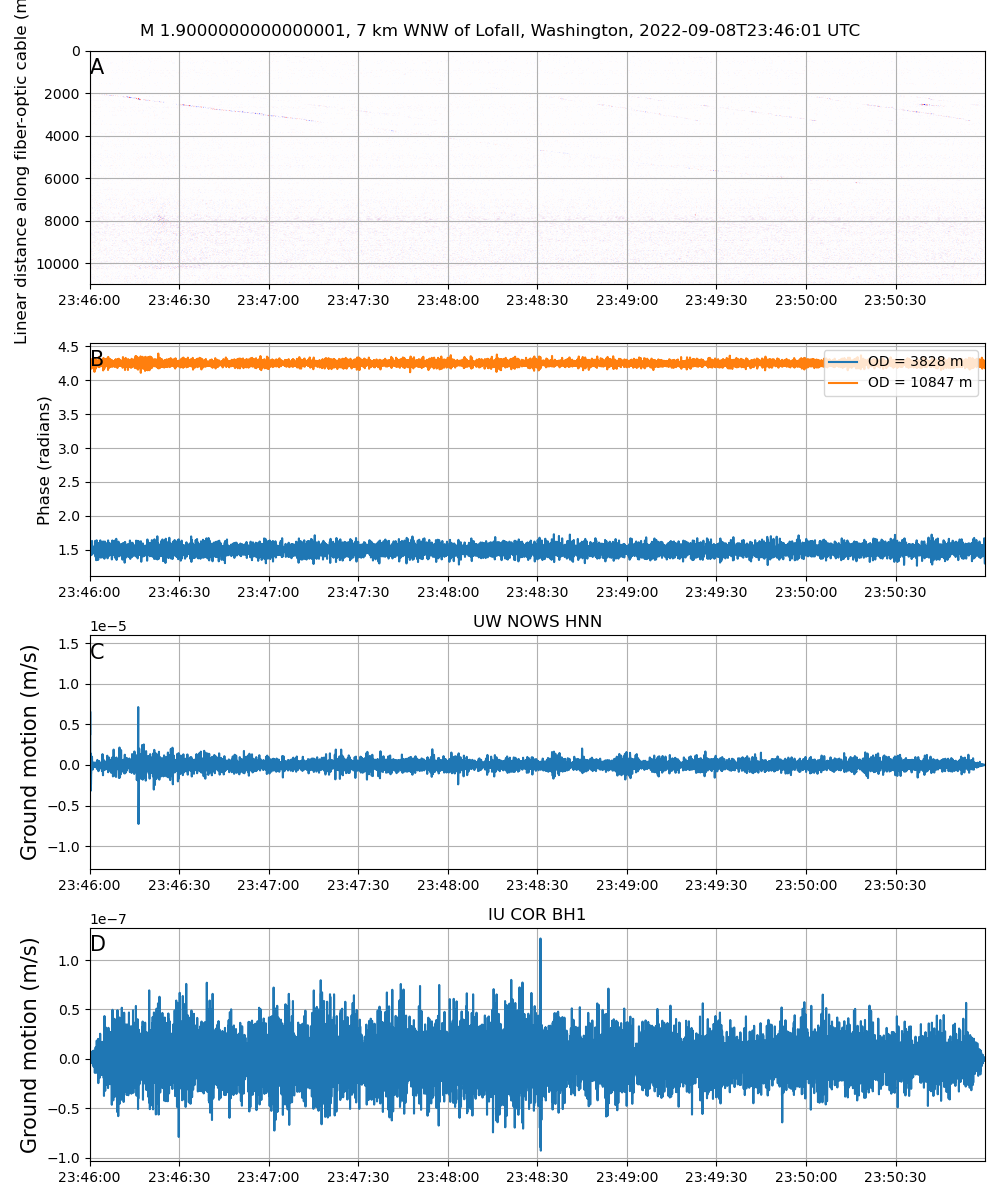 M 1.9000000000000001, 7 km WNW of Lofall, Washington, 2022-09-08T23:46:01 UTC
Linear distance along fiber-optic cable (m
A
0
2000
4000
6000
8000
10000
23:46:00 23:46:30 23:47:00 23:47:30 23:48:00 23:48:30 23:49:00 23:49:30 23:50:00 23:50:30
Phase (radians)
B
4.5
4.0
3.5
3.0
2.5
2.0
1.5
OD = 3828 m
OD = 10847 m
23:46:00 23:46:30 23:47:00 23:47:30 23:48:00 23:48:30 23:49:00 23:49:30 23:50:00 23:50:30
UW NOWS HNN
1e−5
Ground motion (m/s)
C
1.5
1.0
0.5
0.0
−0.5
−1.0
23:46:00 23:46:30 23:47:00 23:47:30 23:48:00 23:48:30 23:49:00 23:49:30 23:50:00 23:50:30
IU COR BH1
1e−7
Ground motion (m/s)
D
1.0
0.5
0.0
−0.5
−1.0
23:46:00 23:46:30 23:47:00 23:47:30 23:48:00 23:48:30 23:49:00 23:49:30 23:50:00 23:50:30